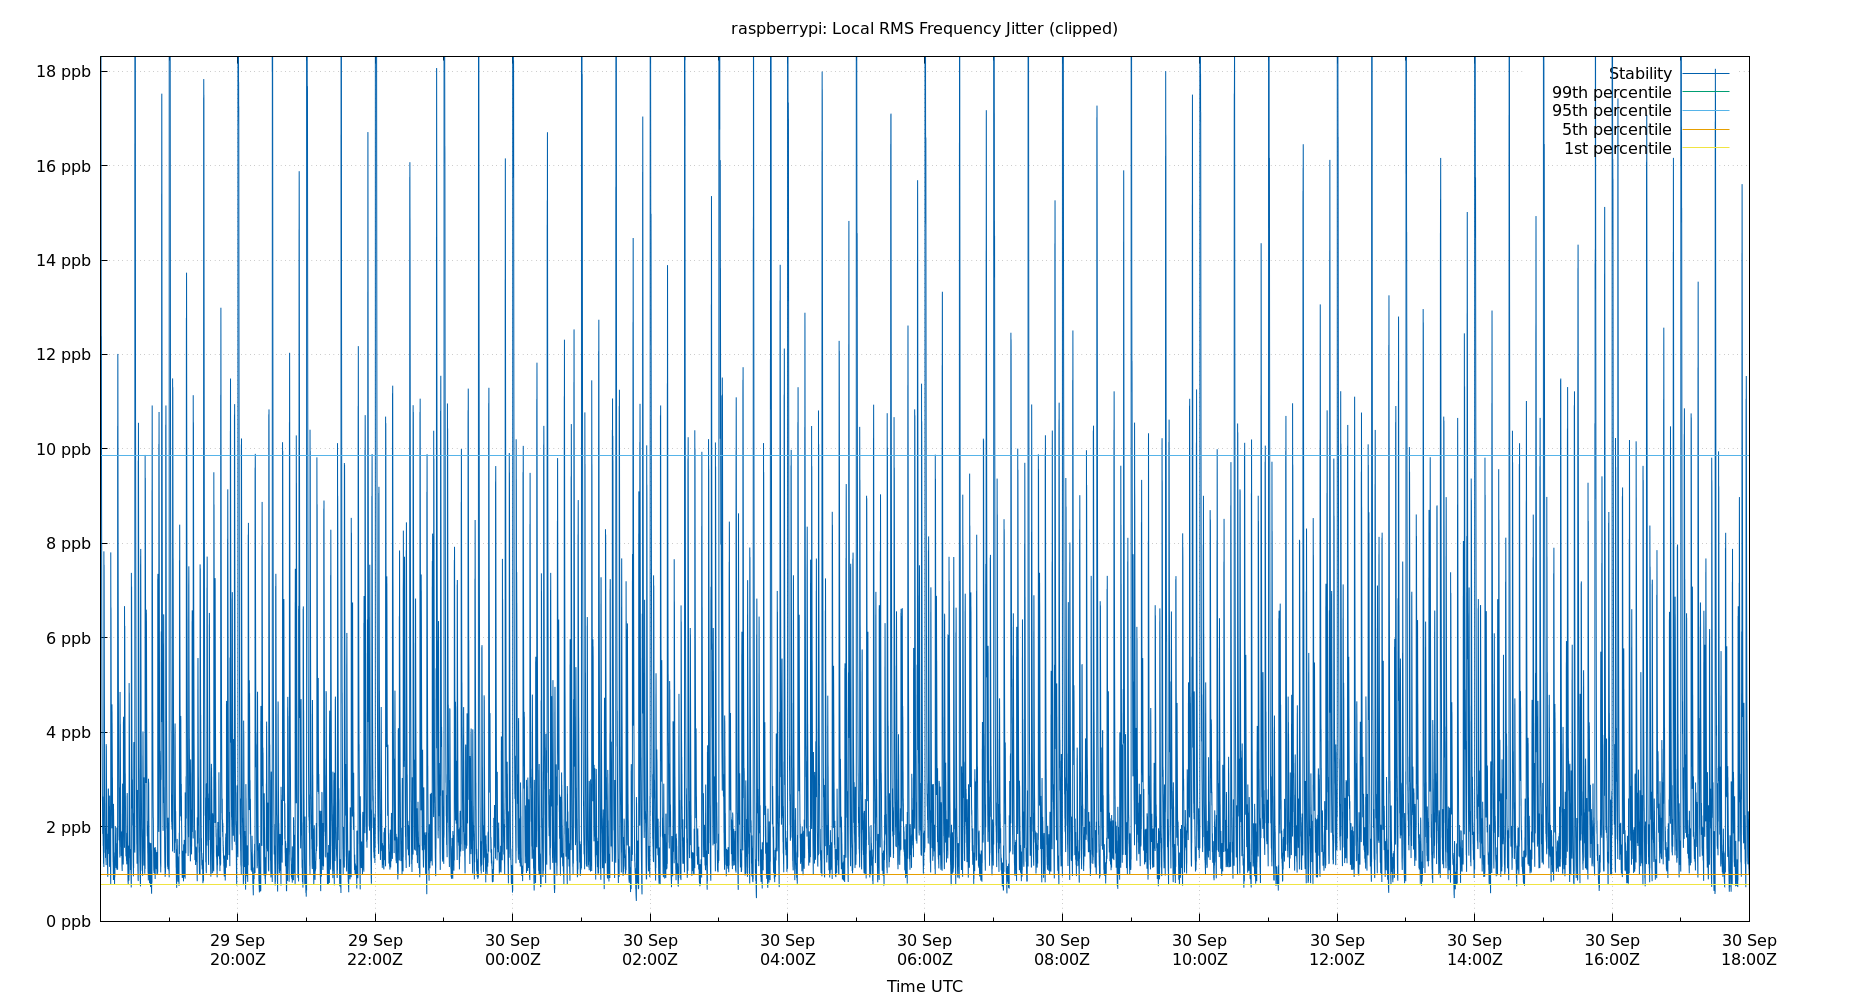 raspberrypi: Local RMS Frequency Jitter (clipped)
18 ppb
16 ppb
14 ppb
12 ppb
10 ppb
8 ppb
6 ppb
4 ppb
2 ppb
0 ppb
Stability
99th percentile
95th percentile
5th percentile
1st percentile
29 Sep 29 Sep 30 Sep 30 Sep 30 Sep 30 Sep 30 Sep 30 Sep 30 Sep 30 Sep 30 Sep 30 Sep
20:00Z 22:00Z 00:00Z 02:00Z 04:00Z 06:00Z 08:00Z 10:00Z 12:00Z 14:00Z 16:00Z 18:00Z
Time UTC